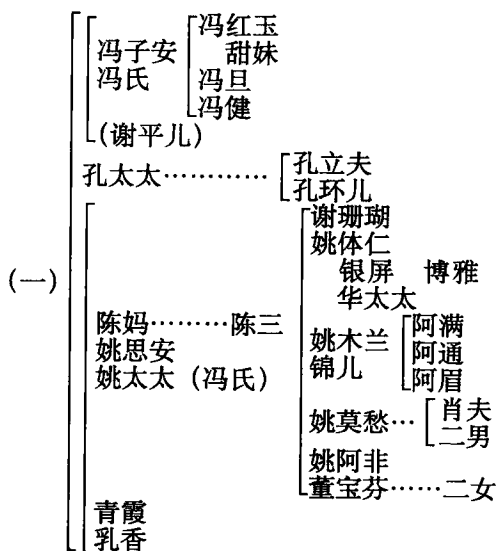 冯红玉
冯子安 甜妹
冯氏 冯旦
冯健
(谢平儿)
孔太太………… 孔立夫
孔环儿
谢珊瑚
姚体仁
(一) 银屏 博雅
华太太
陈妈………陈三 阿满
姚思安 姚木兰 阿通
姚太太(冯氏) 锦儿 阿眉
姚莫愁… 肖夫
二男
姚阿非
董宝芬……二女
青霞
乳香